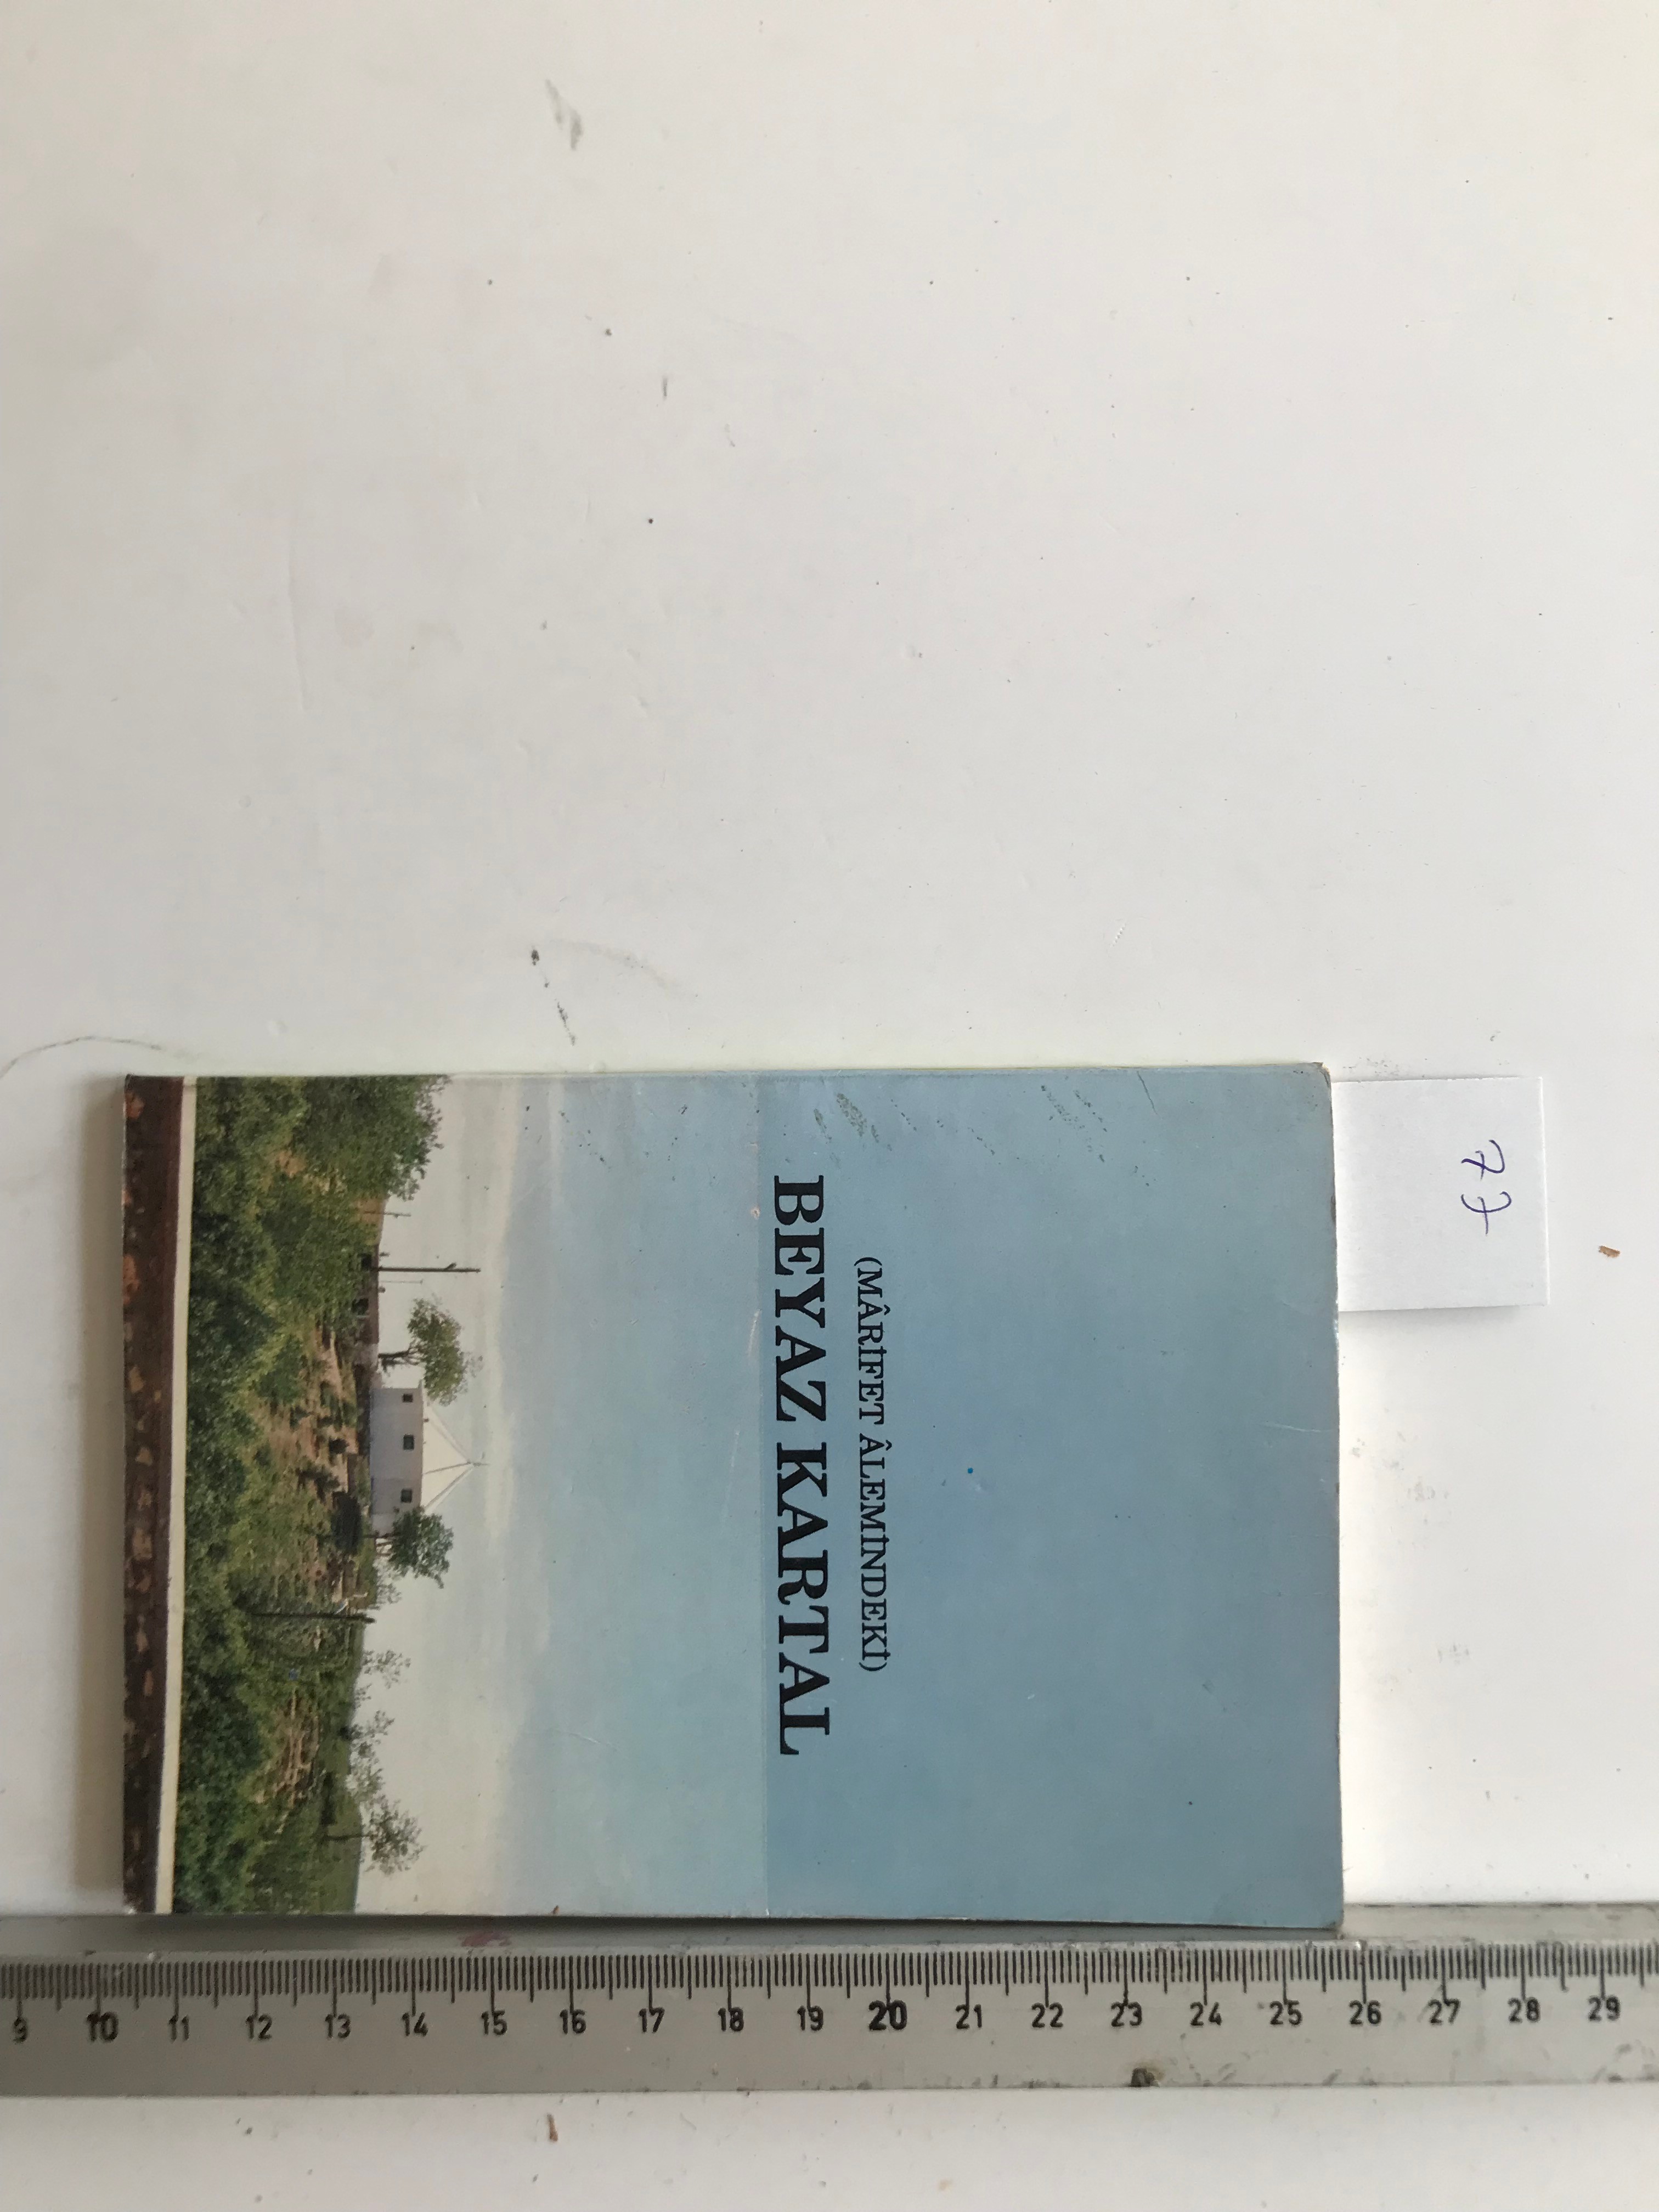 77
(MÂRİFET ÂLEMİNDEKİ)
BEYAZ KARTAL
9 10 11 12 13 14 15 16 17 18 19 20 21 22 23 24 25 26 27 28 29